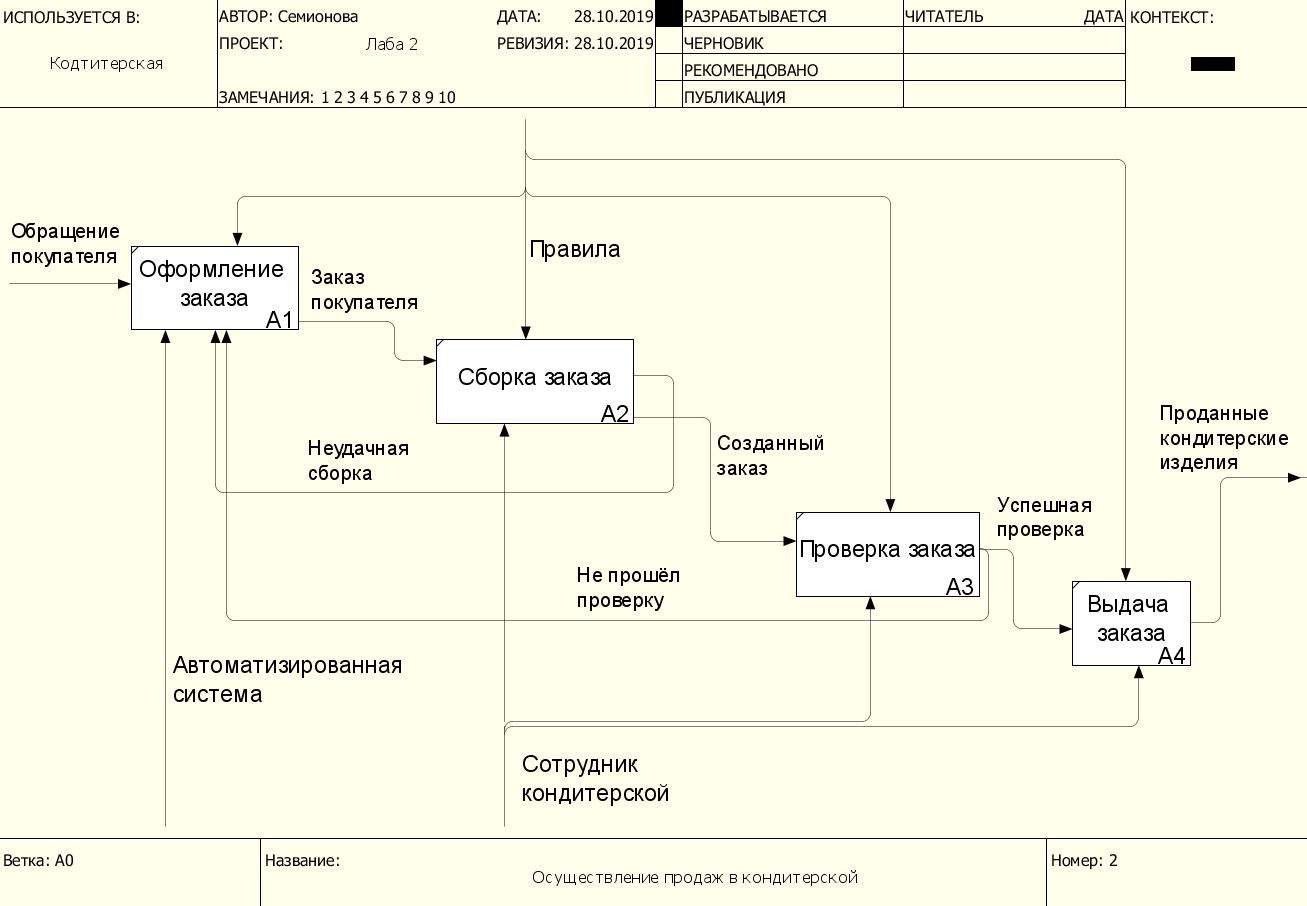 ИСПОЛЬЗУЕТСЯ В:
Кодтитерская
АВТОР: Семионова
ДАТА: 28.10.2019
ПРОЕКТ: Лаба 2
РЕВИЗИЯ: 28.10.2019
ЗАМЕЧАНИЯ: 1 2 3 4 5 6 7 8 9 10
РАЗРАБАТЫВАЕТСЯ
ЧЕРНОВИК
РЕКОМЕНДОВАНО
ПУБЛИКАЦИЯ
ЧИТАТЕЛЬ
ДАТА
КОНТЕКСТ:
Обращение
покупателя
Оформление
заказа
A1
Заказ
покупателя
Правила
Сборка заказа
A2
Неудачная
сборка
Созданный
заказ
Проверка заказа
A3
Успешная
проверка
Проданные
кондитерские
изделия
Не прошёл
проверку
Выдача
заказа
A4
Автоматизированная
система
Сотрудник
кондитерской
Ветка: A0
Название:
Осуществление продаж в кондитерской
Номер: 2